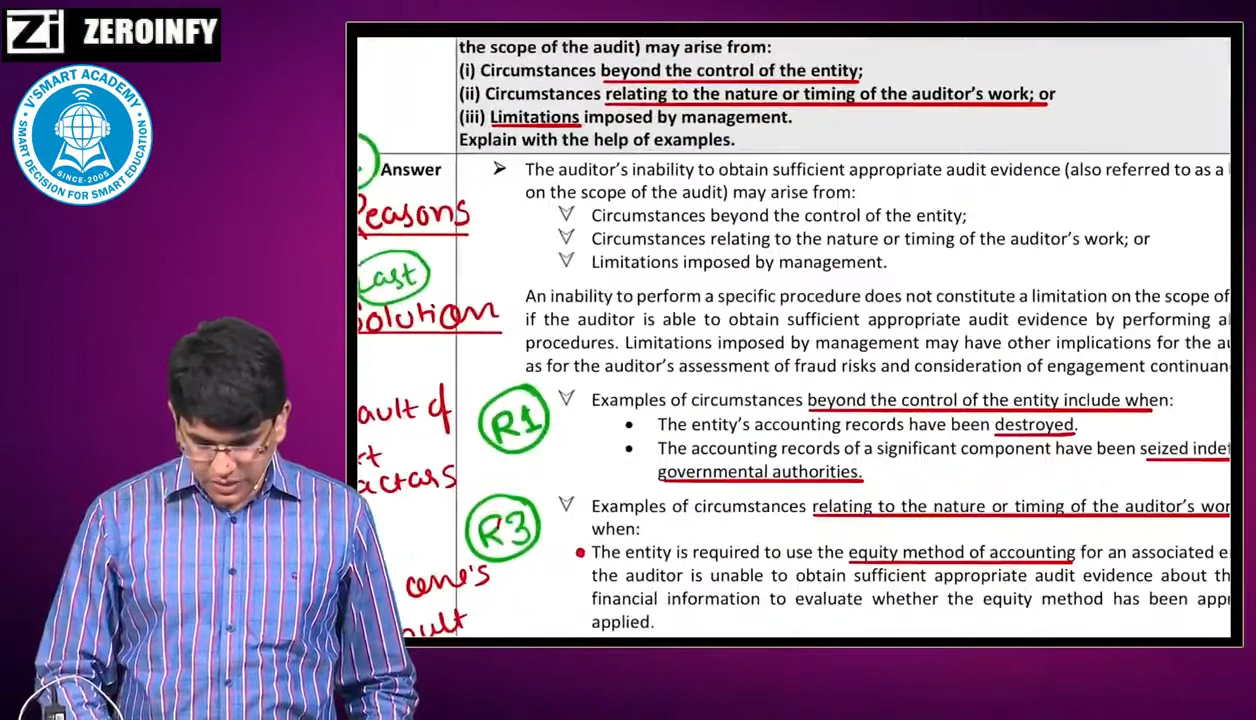 Zi ZEROINFY
V'SMART ACADEMY
SINCE-2005
SMART DECISION FOR SMART EDUCATION
the scope of the audit) may arise from:
(i) Circumstances beyond the control of the entity;
(ii) Circumstances relating to the nature or timing of the auditor's work; or
(iii) Limitations imposed by management.
Explain with the help of examples.
Answer
➢ The auditor's inability to obtain sufficient appropriate audit evidence (also referred to as a
on the scope of the audit) may arise from:
Circumstances beyond the control of the entity;
Circumstances relating to the nature or timing of the auditor's work; or
Limitations imposed by management.
Reasons
Last
Solution
An inability to perform a specific procedure does not constitute a limitation on the scope of
if the auditor is able to obtain sufficient appropriate audit evidence by performing
procedures. Limitations imposed by management may have other implications for the
as for the auditor's assessment of fraud risks and consideration of engagement
R1
Examples of circumstances beyond the control of the entity include when:
• The entity's accounting records have been destroyed.
• The accounting records of a significant component have been seized
governmental authorities.
R3
Examples of circumstances relating to the nature or timing of the auditor's
when:
• The entity is required to use the equity method of accounting for an associated
the auditor is unable to obtain sufficient appropriate audit evidence about
financial information to evaluate whether the equity method has been
applied.